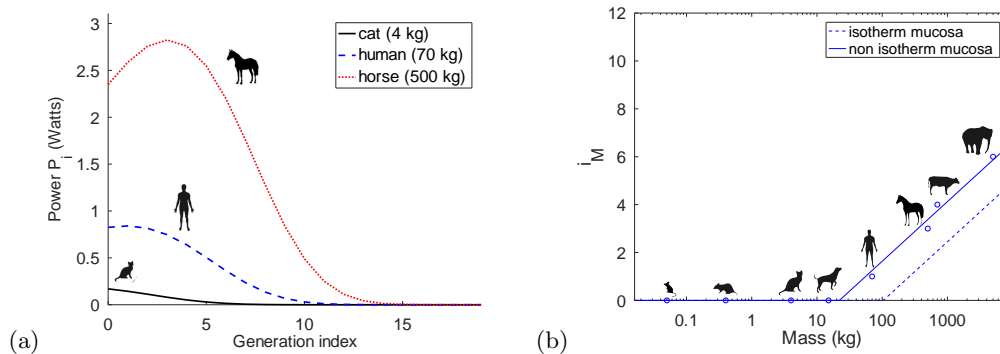 (a)
3
2.5
2
1.5
1
0.5
0
Power P_i (Watts)
cat (4 kg)
human (70 kg)
horse (500 kg)
0 5 10 15
Generation index
(b)
12
10
8
6
4
2
0
i_M
isotherm mucosa
non isotherm mucosa
0.1 1 10 100 1000
Mass (kg)